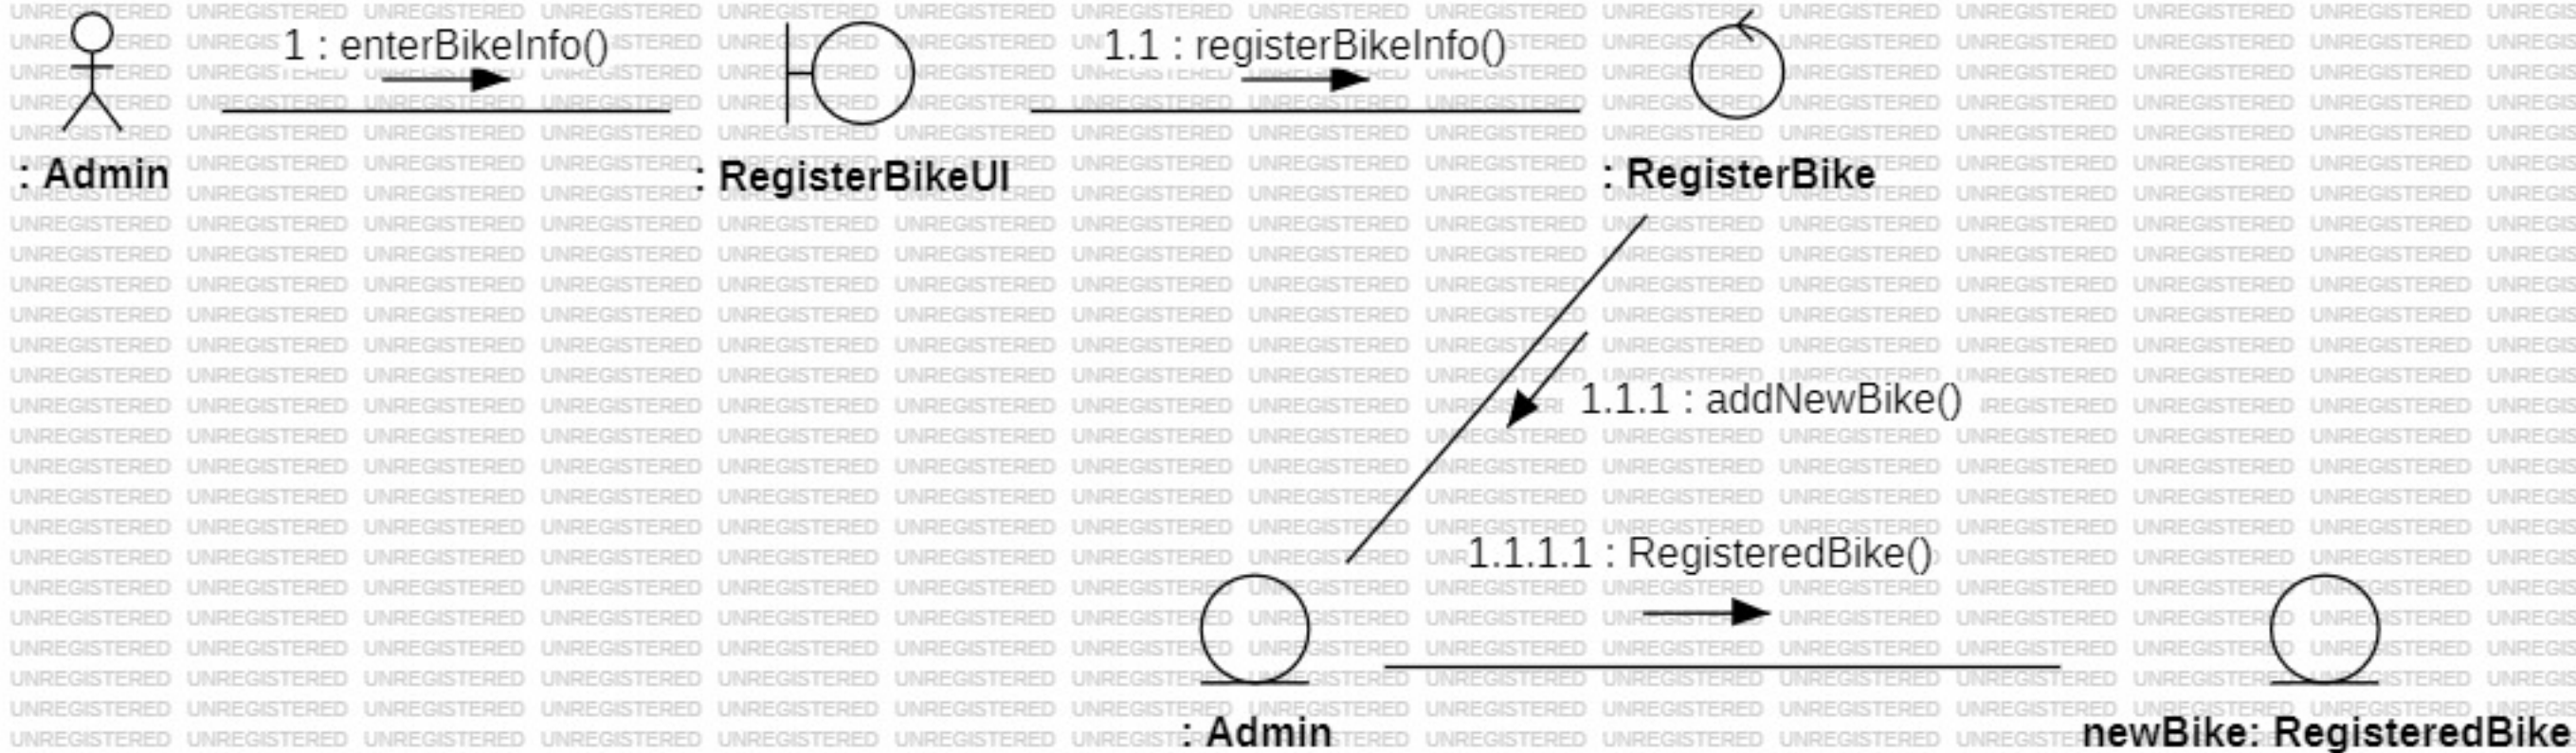 1 : enterBikeInfo()
1.1 : registerBikeInfo()
: Admin
: RegisterBikeUI
: RegisterBike
1.1.1 : addNewBike()
1.1.1.1 : RegisteredBike()
: Admin
newBike: RegisteredBike
UNREGISTERED